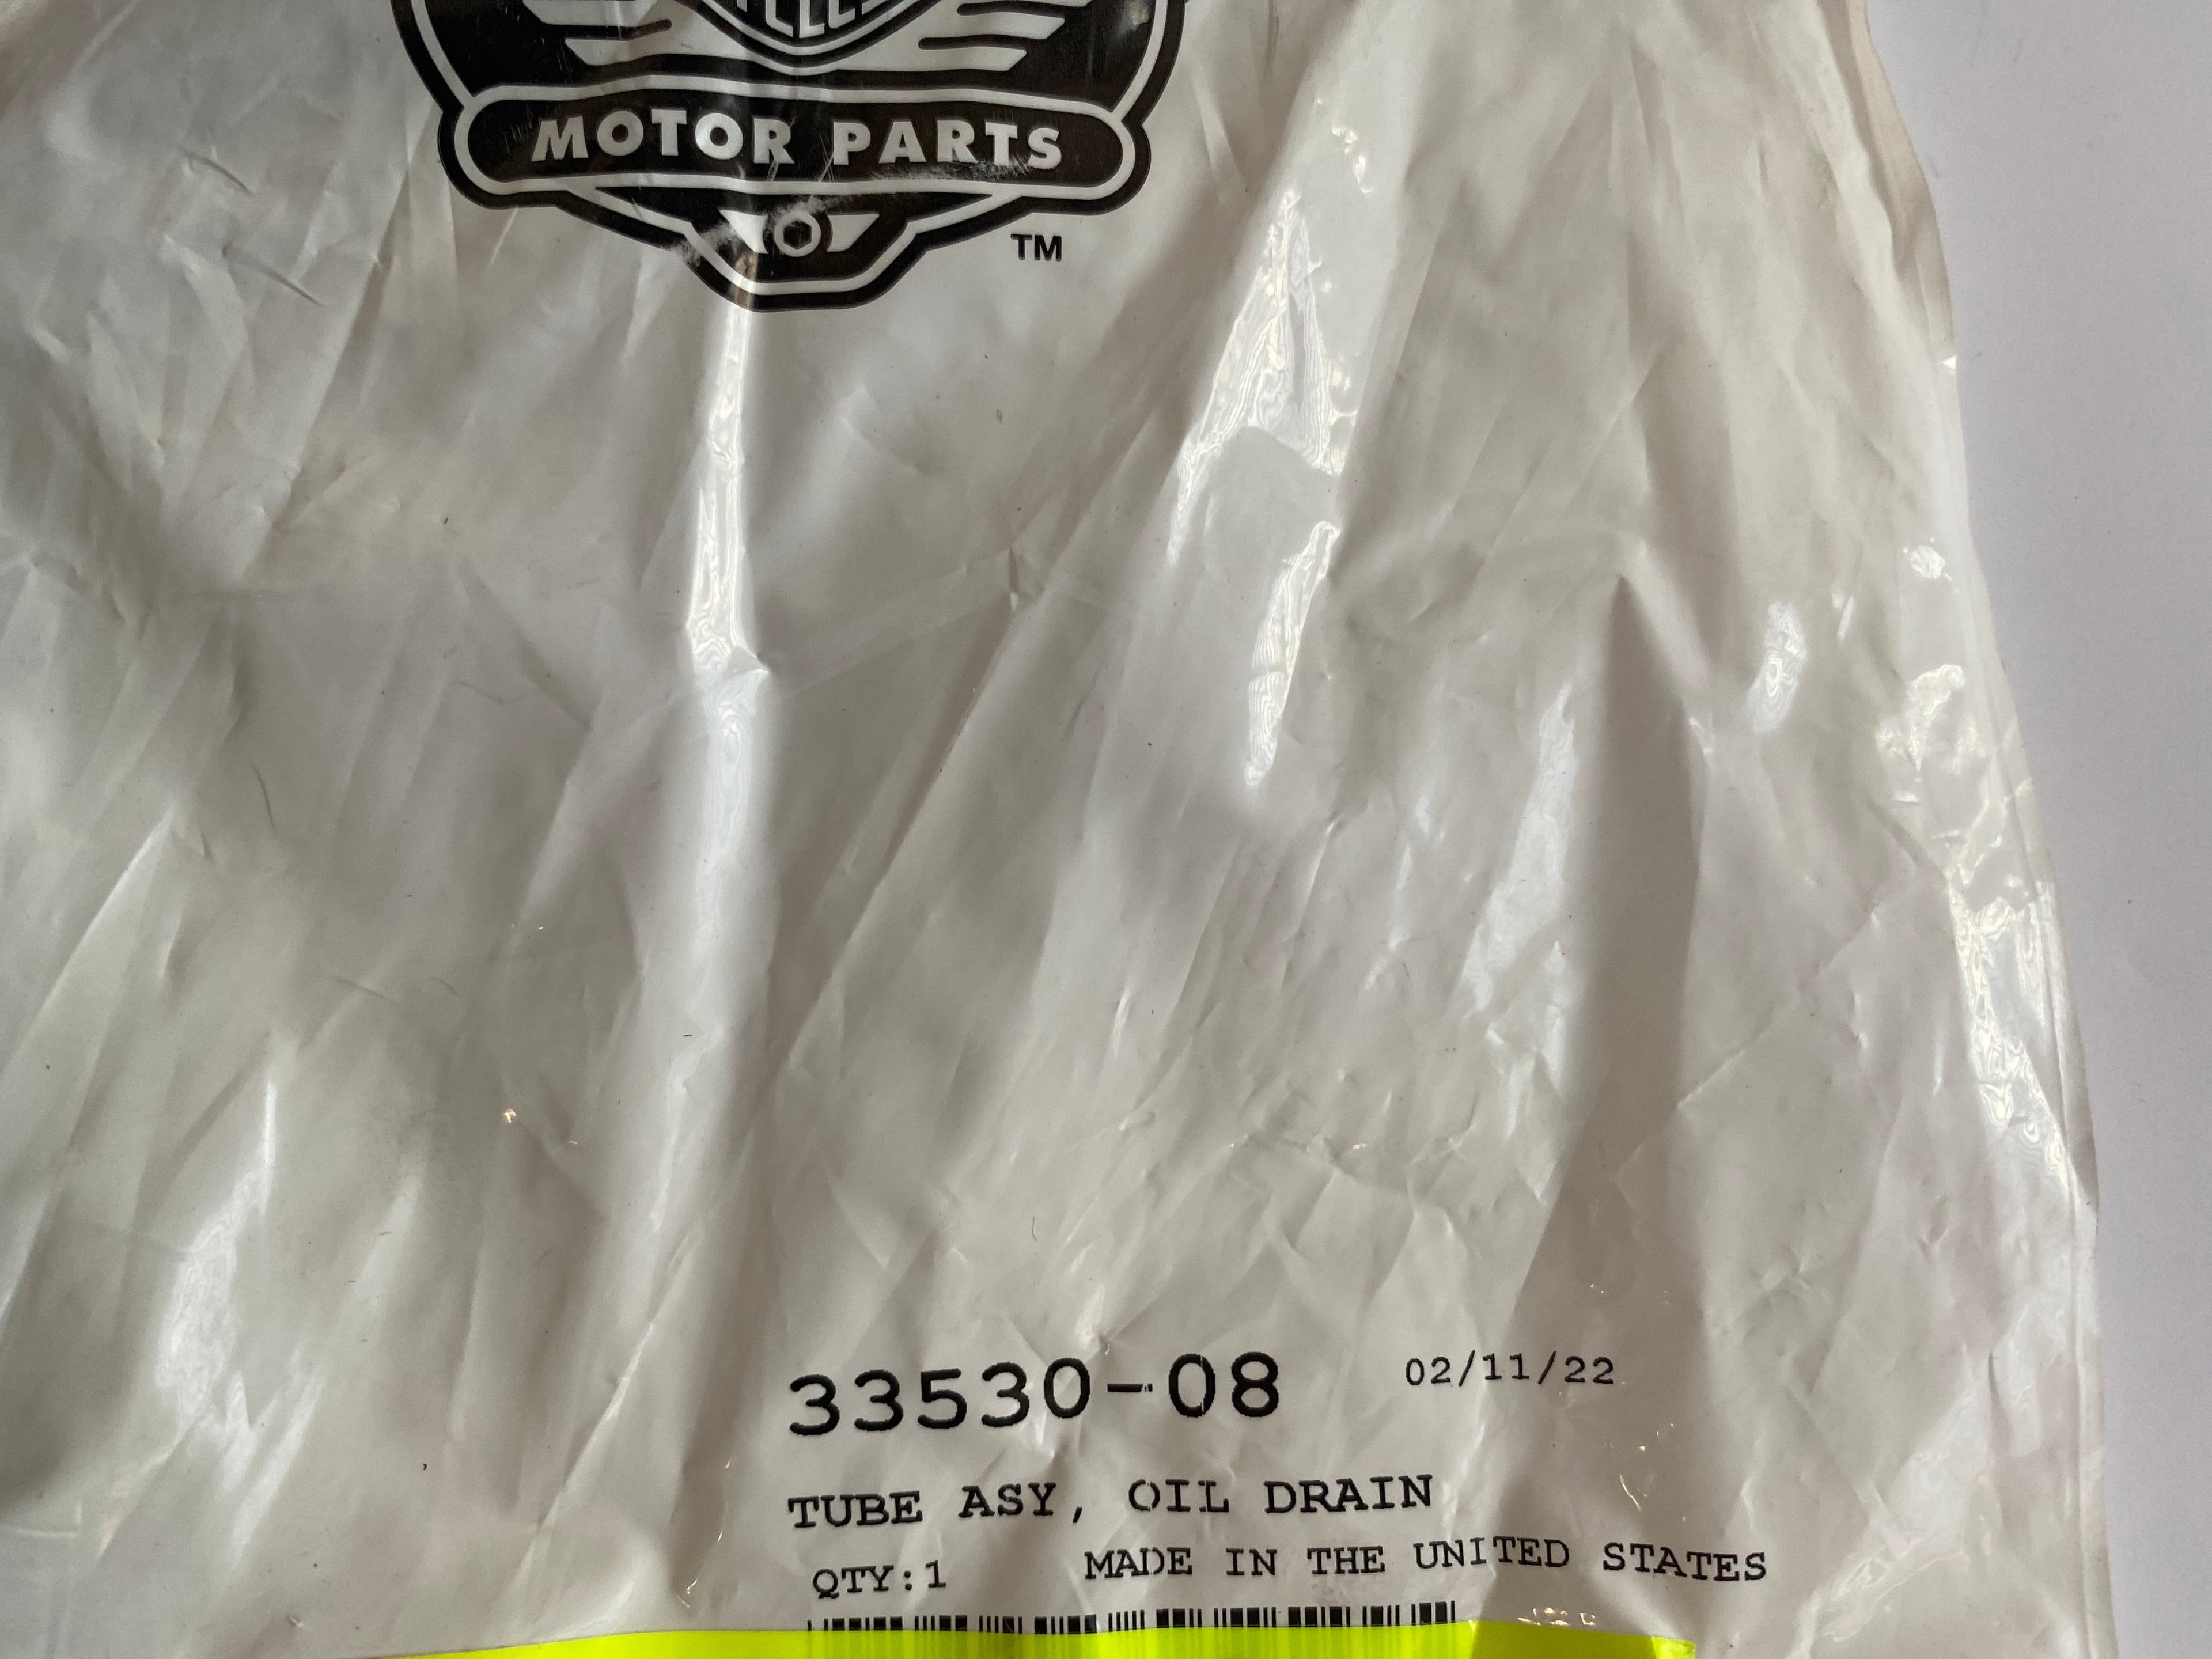 MOTOR PARTS
TM
33530-08 02/11/22
TUBE ASY, OIL DRAIN
QTY:1 MADE IN THE UNITED STATES